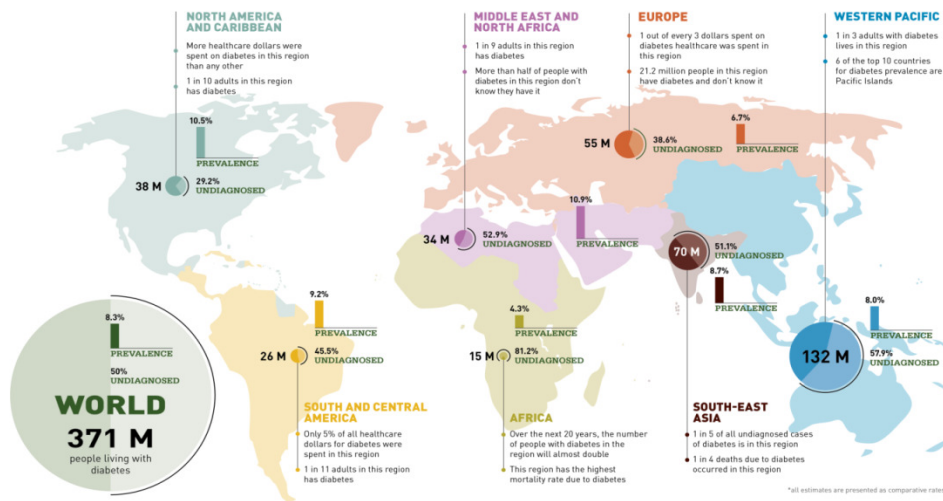 NORTH AMERICA
AND CARIBBEAN
More healthcare dollars were
spent on diabetes in this region
than any other
1 in 10 adults in this region
has diabetes
10.5%
PREVALENCE
38 M
29.2%
UNDIAGNOSED
MIDDLE EAST AND
NORTH AFRICA
1 in 9 adults in this region
has diabetes
More than half of people with
diabetes in this region don't
know they have it
10.9%
PREVALENCE
34 M
52.9%
UNDIAGNOSED
EUROPE
1 out of every 3 dollars spent on
diabetes healthcare was spent in
this region
21.2 million people in this region
have diabetes and don't know it
6.7%
PREVALENCE
55 M
38.6%
UNDIAGNOSED
WESTERN PACIFIC
1 in 3 adults with diabetes
lives in this region
6 of the top 10 countries
for diabetes prevalence are
Pacific Islands
8.0%
PREVALENCE
132 M
57.9%
UNDIAGNOSED
70 M
51.1%
UNDIAGNOSED
8.7%
PREVALENCE
SOUTH-EAST
ASIA
1 in 5 of all undiagnosed cases
of diabetes is in this region
1 in 4 deaths due to diabetes
occurred in this region
8.3%
PREVALENCE
50%
UNDIAGNOSED
WORLD
371 M
people living with
diabetes
9.2%
PREVALENCE
26 M
45.5%
UNDIAGNOSED
SOUTH AND CENTRAL
AMERICA
Only 5% of all healthcare
dollars for diabetes were
spent in this region
1 in 11 adults in this region
has diabetes
4.3%
PREVALENCE
15 M
81.2%
UNDIAGNOSED
AFRICA
Over the next 20 years, the number
of people with diabetes in the
region will almost double
This region has the highest
mortality rate due to diabetes
*all estimates are presented as comparative rates